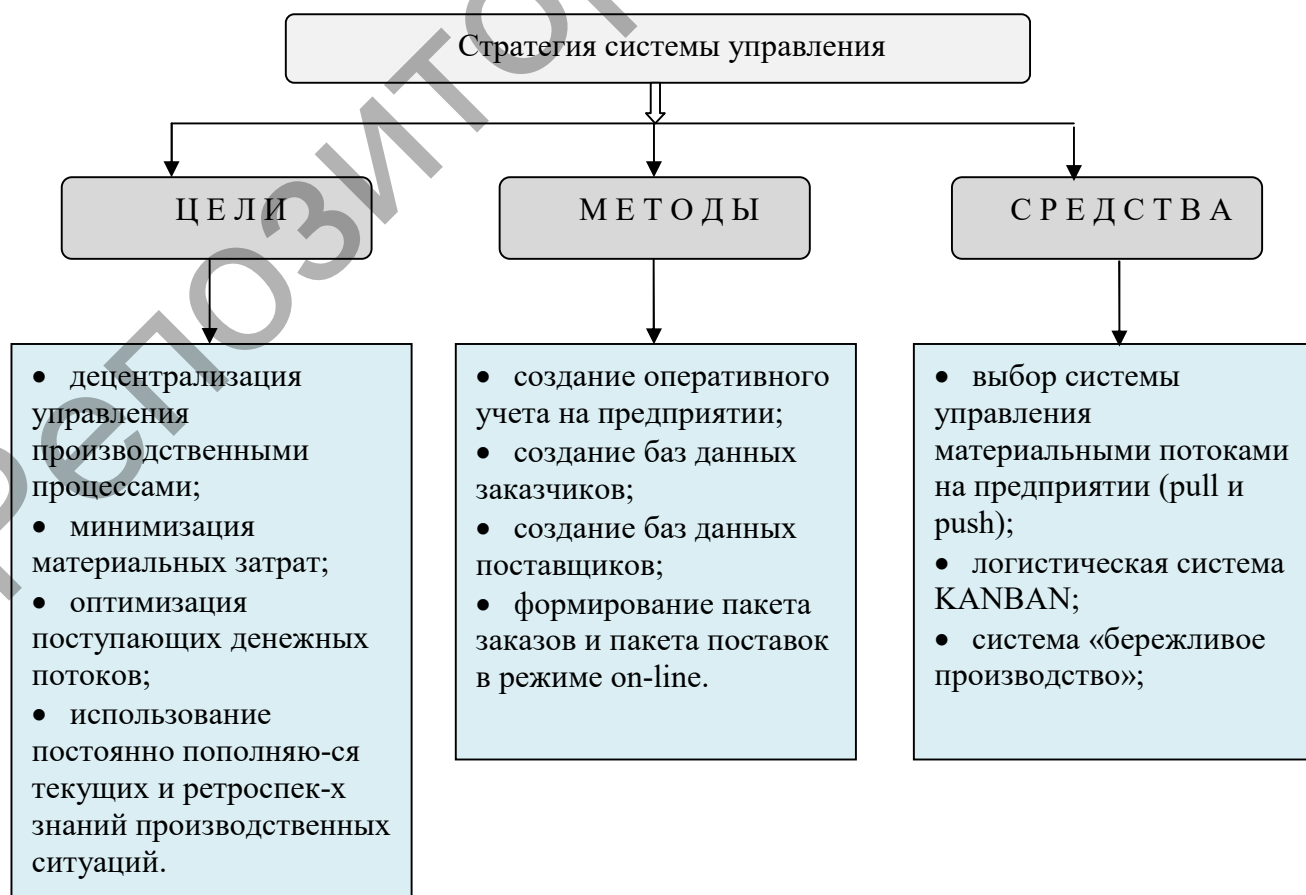 Стратегия системы управления
Ц Е Л И
М Е Т О Д Ы
С Р Е Д С Т В А
• децентрализация
управления
производственными
процессами;
• минимизация
материальных затрат;
• оптимизация
поступающих денежных
потоков;
• использование
постоянно пополняю-ся
текущих и ретроспек-х
знаний производственных
ситуаций.
• создание оперативного
учета на предприятии;
• создание баз данных
заказчиков;
• создание баз данных
поставщиков;
• формирование пакета
заказов и пакета поставок
в режиме on-line.
• выбор системы
управления
материальными потоками
на предприятии (pull и
push);
• логистическая система
KANBAN;
• система «бережливое
производство»;